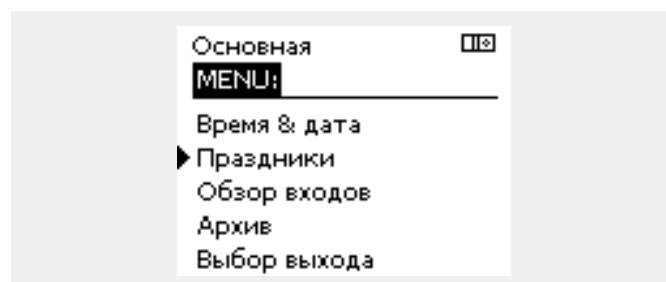 Основная
MENU:
Время & дата
Праздники
Обзор входов
Архив
Выбор выхода